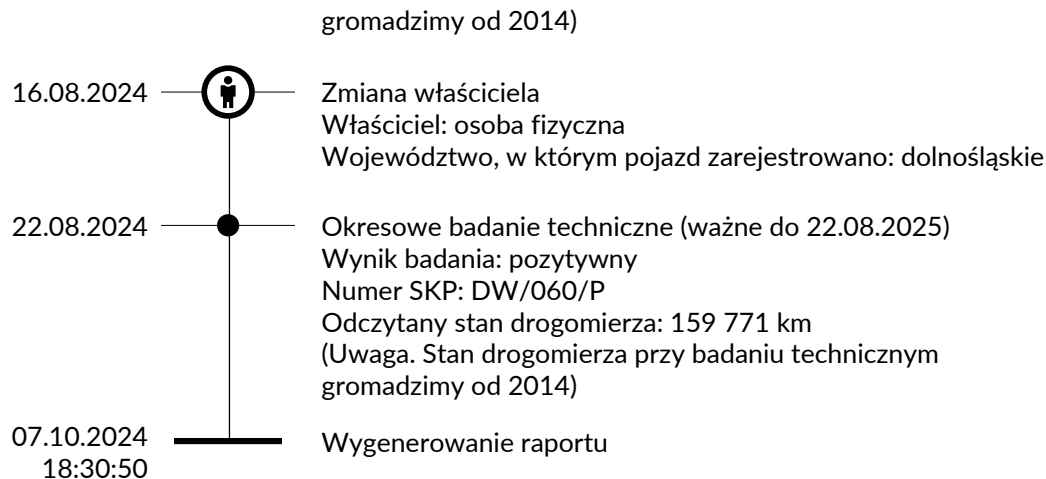 gromadzimy od 2014)
16.08.2024
Zmiana właściciela
Właściciel: osoba fizyczna
Województwo, w którym pojazd zarejestrowano: dolnośląskie
22.08.2024
Okresowe badanie techniczne (ważne do 22.08.2025)
Wynik badania: pozytywny
Numer SKP: DW/060/P
Odczytany stan drogomierza: 159 771 km
(Uwaga. Stan drogomierza przy badaniu technicznym
gromadzimy od 2014)
07.10.2024
18:30:50
Wygenerowanie raportu